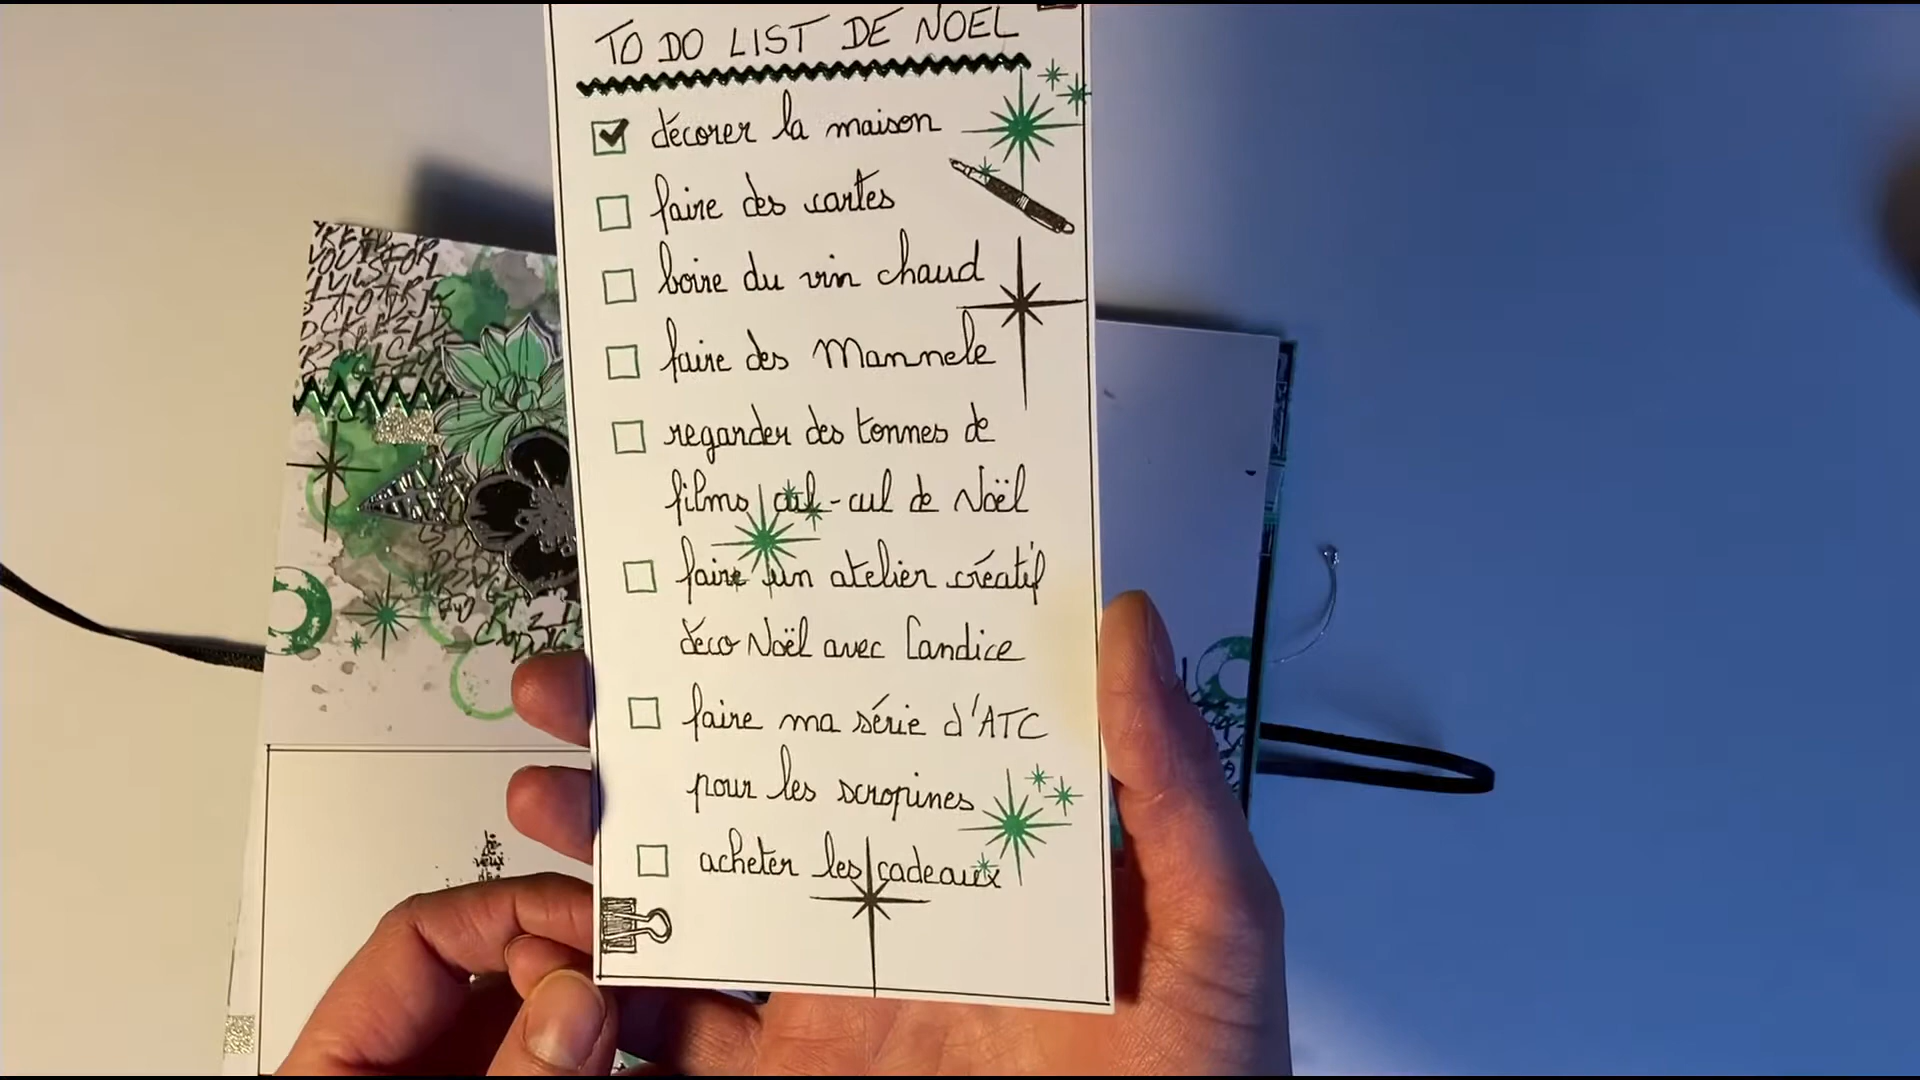 TO DO LIST DE NOEL
décorer la maison
faire des cartes
boire du vin chaud
faire des Mannele
regarder des tonnes de
films cul-cul de Noël
faire un atelier créatif
déco Noël avec Candice
faire ma série d'ATC
pour les scropines
acheter les cadeaux